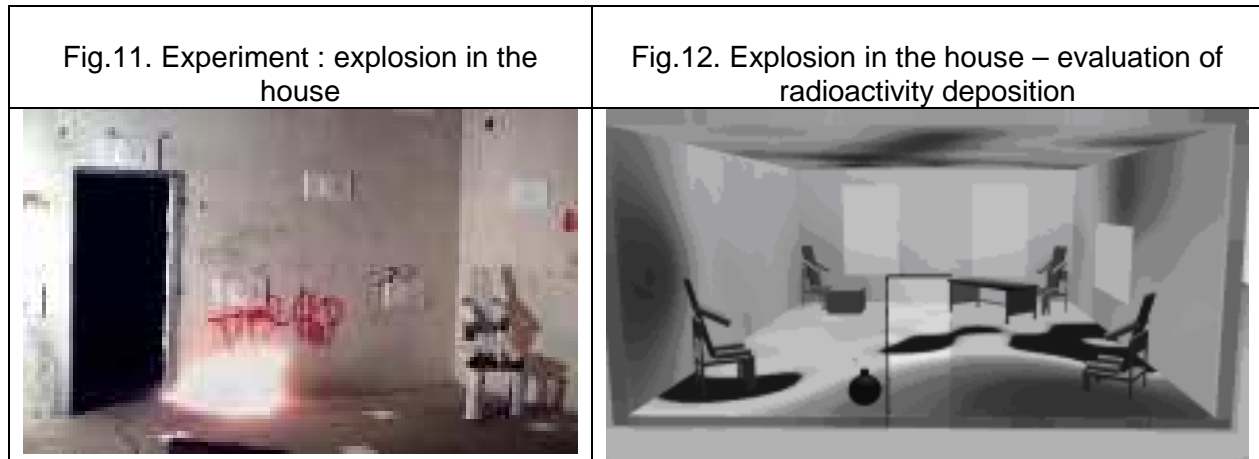 Fig.11. Experiment : explosion in the
house
Fig.12. Explosion in the house – evaluation of
radioactivity deposition